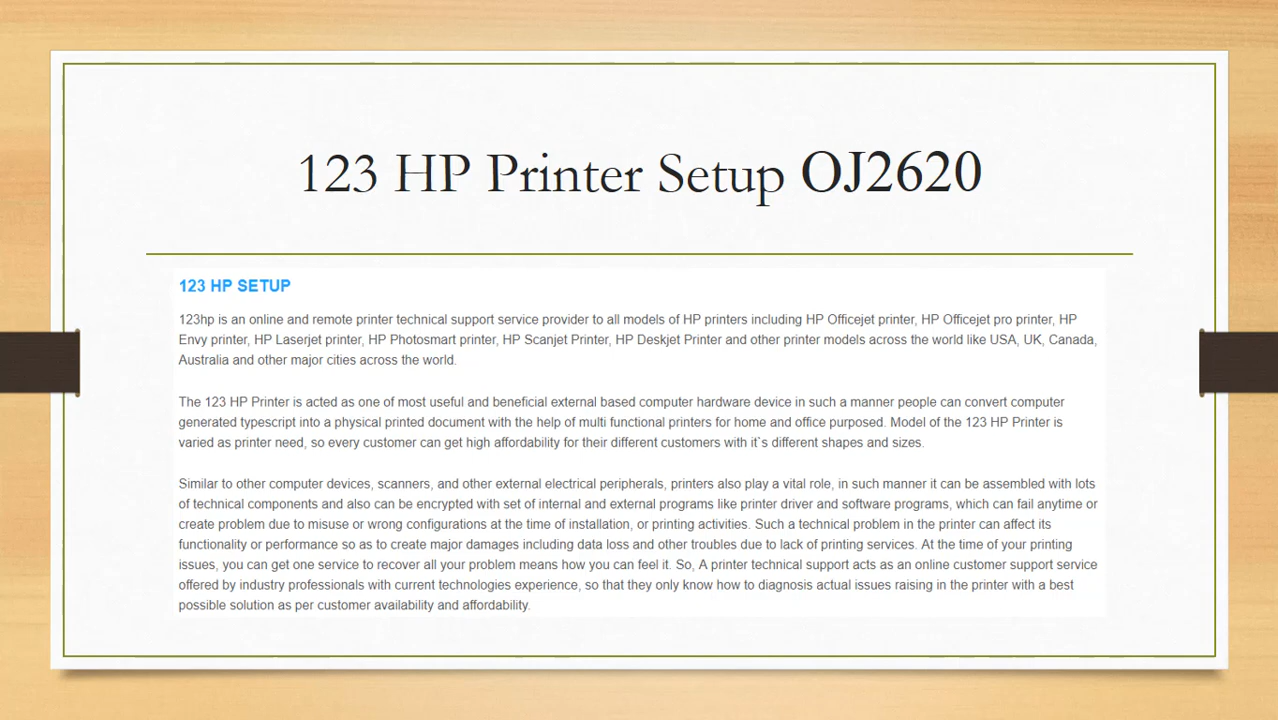 123 HP Printer Setup OJ2620
123 HP SETUP
123hp is an online and remote printer technical support service provider to all models of HP printers including HP Officejet printer, HP Officejet pro printer, HP
Envy printer, HP Laserjet printer, HP Photosmart printer, HP Scanjet Printer, HP Deskjet Printer and other printer models across the world like USA, UK, Canada,
Australia and other major cities across the world.
The 123 HP Printer is acted as one of most useful and beneficial external based computer hardware device in such a manner people can convert computer
generated typescript into a physical printed document with the help of multi functional printers for home and office purposed. Model of the 123 HP Printer is
varied as printer need, so every customer can get high affordability for their different customers with it`s different shapes and sizes.
Similar to other computer devices, scanners, and other external electrical peripherals, printers also play a vital role, in such manner it can be assembled with lots
of technical components and also can be encrypted with set of internal and external programs like printer driver and software programs, which can fail anytime or
create problem due to misuse or wrong configurations at the time of installation, or printing activities. Such a technical problem in the printer can affect its
functionality or performance so as to create major damages including data loss and other troubles due to lack of printing services. At the time of your printing
issues, you can get one service to recover all your problem means how you can feel it. So, A printer technical support acts as an online customer support service
offered by industry professionals with current technologies experience, so that they only know how to diagnosis actual issues raising in the printer with a best
possible solution as per customer availability and affordability.